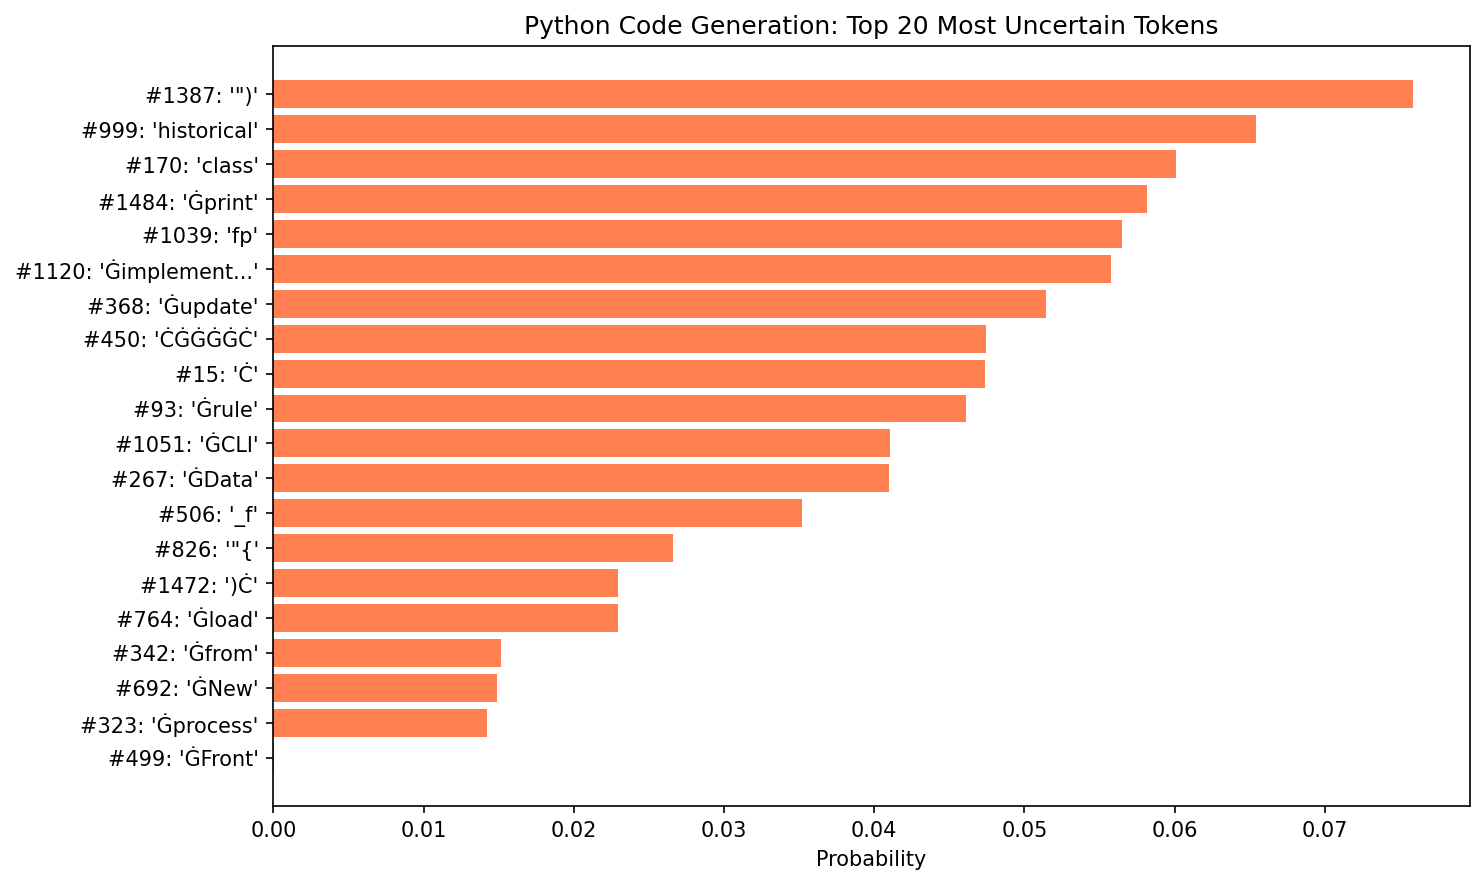 Python Code Generation: Top 20 Most Uncertain Tokens
#1387: '")'
#999: 'historical'
#170: 'class'
#1484: 'Ġprint'
#1039: 'fp'
#1120: 'Ġimplement...'
#368: 'Ġupdate'
#450: 'ĊĠĠĠĠĠĊ'
#15: 'Ċ'
#93: 'Ġrule'
#1051: 'ĠCLI'
#267: 'ĠData'
#506: '_f'
#826: '"{'
#1472: ')Ċ'
#764: 'Ġload'
#342: 'Ġfrom'
#692: 'ĠNew'
#323: 'Ġprocess'
#499: 'ĠFront'
0.00 0.01 0.02 0.03 0.04 0.05 0.06 0.07
Probability